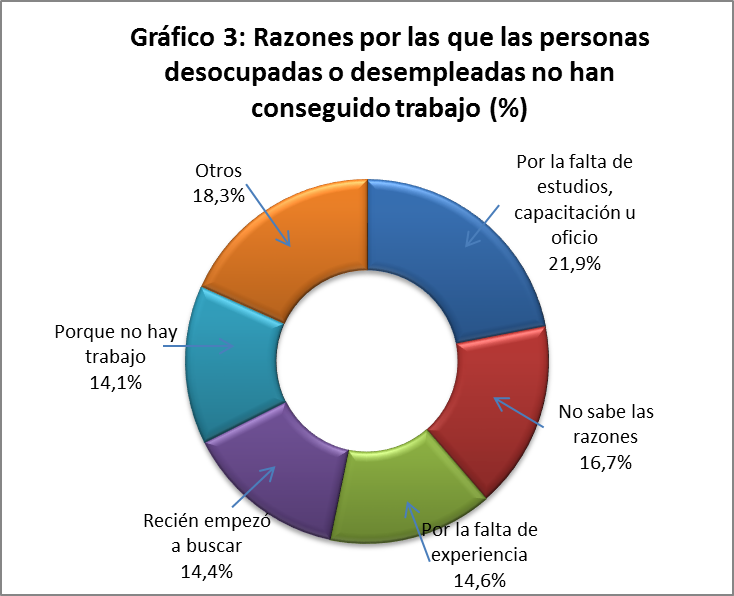 Gráfico 3: Razones por las que las personas
desocupadas o desempleadas no han
conseguido trabajo (%)
Por la falta de
estudios,
capacitación u
oficio
21,9%
No sabe las
razones
16,7%
Por la falta de
experiencia
14,6%
Recién empezó
a buscar
14,4%
Porque no hay
trabajo
14,1%
Otros
18,3%